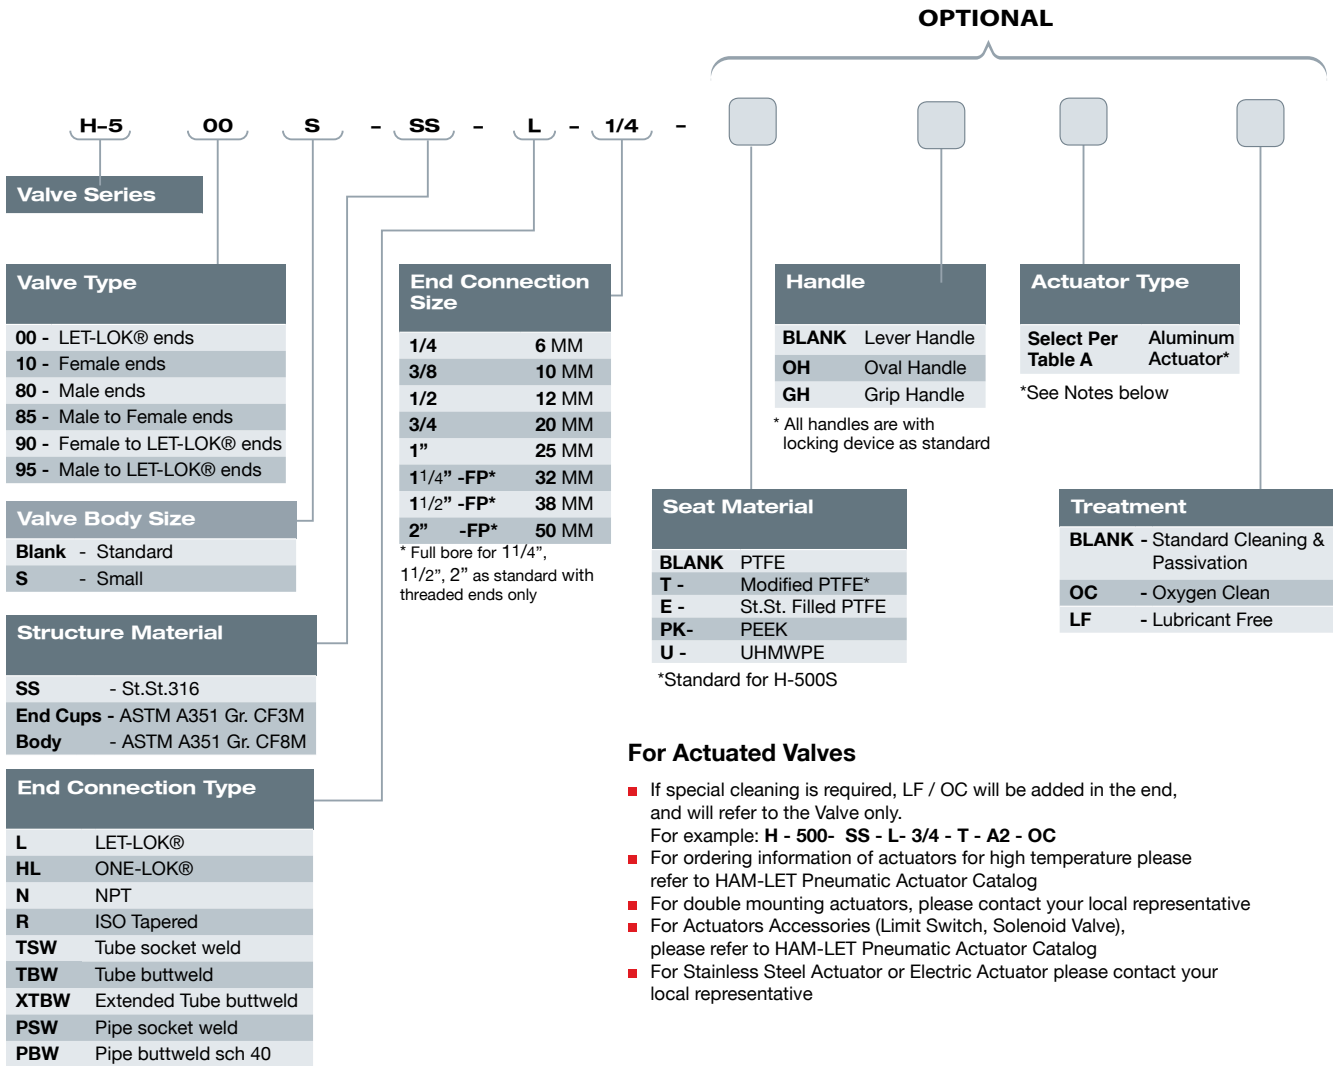 OPTIONAL
H-5 00 S - SS - L - 1/4 -
Valve Series
Valve Type
00 - LET-LOK® ends
10 - Female ends
80 - Male ends
85 - Male to Female ends
90 - Female to LET-LOK® ends
95 - Male to LET-LOK® ends
Valve Body Size
Blank - Standard
S - Small
Structure Material
SS - St.St.316
End Cups - ASTM A351 Gr. CF3M
Body - ASTM A351 Gr. CF8M
End Connection Type
L LET-LOK®
HL ONE-LOK®
N NPT
R ISO Tapered
TSW Tube socket weld
TBW Tube buttweld
XTBW Extended Tube buttweld
PSW Pipe socket weld
PBW Pipe buttweld sch 40
End Connection
Size
1/4 6 MM
3/8 10 MM
1/2 12 MM
3/4 20 MM
1” 25 MM
11/4” -FP* 32 MM
11/2” -FP* 38 MM
2” -FP* 50 MM
* Full bore for 11/4”,
11/2”, 2” as standard with
threaded ends only
Handle
BLANK Lever Handle
OH Oval Handle
GH Grip Handle
* All handles are with
locking device as standard
Actuator Type
Select Per Aluminum
Table A Actuator*
*See Notes below
Seat Material
BLANK PTFE
T - Modified PTFE*
E - St.St. Filled PTFE
PK- PEEK
U - UHMWPE
*Standard for H-500S
Treatment
BLANK - Standard Cleaning &
Passivation
OC - Oxygen Clean
LF - Lubricant Free
For Actuated Valves
If special cleaning is required, LF / OC will be added in the end,
and will refer to the Valve only.
For example: H - 500- SS - L- 3/4 - T - A2 - OC
For ordering information of actuators for high temperature please
refer to HAM-LET Pneumatic Actuator Catalog
For double mounting actuators, please contact your local representative
For Actuators Accessories (Limit Switch, Solenoid Valve),
please refer to HAM-LET Pneumatic Actuator Catalog
For Stainless Steel Actuator or Electric Actuator please contact your
local representative